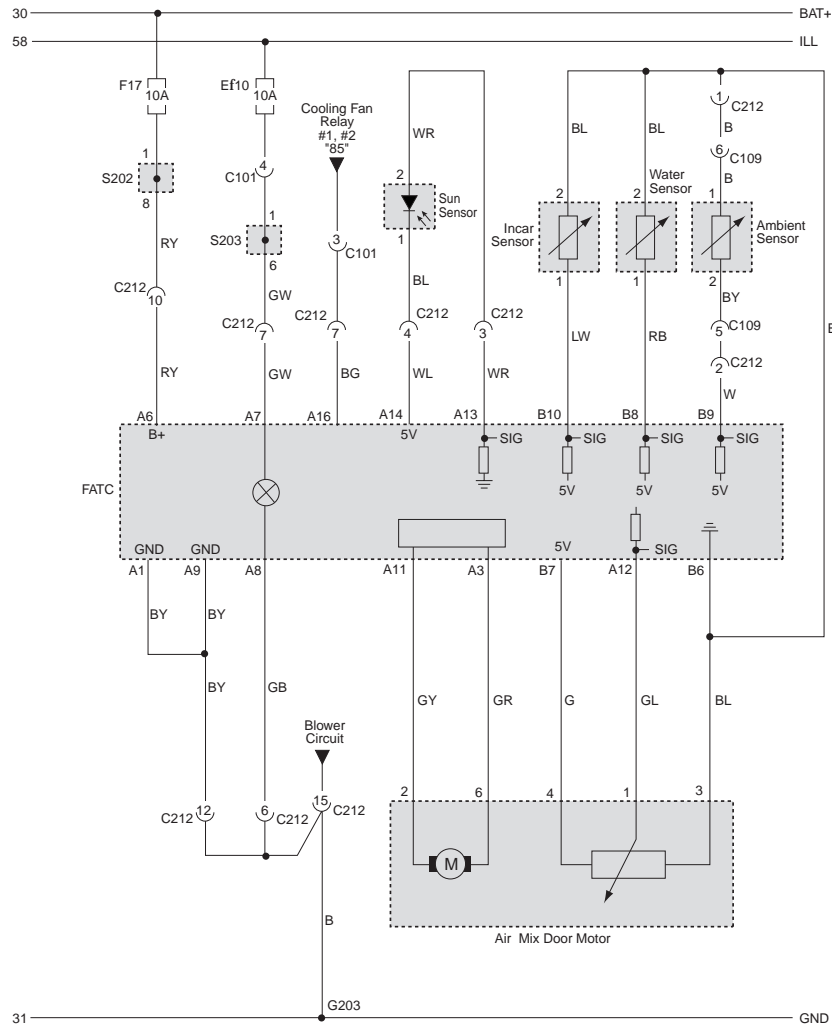 30 BAT+
58 ILL
F17 10A
Ef10 10A
Cooling Fan
Relay
#1, #2
"85"
WR
BL
BL
1 C212
B
6 C109
B
1
S202
8
4
C101
1
S203
6
2
Sun
Sensor
1
3
C101
2
Incar
Sensor
1
Water
Sensor
2
1
1
Ambient
Sensor
2
BY
5 C109
2 C212
W
RY
C212
10
RY
GW
C212
7
GW
C212
7
BG
BL
C212
4
WL
C212
3
WR
LW
RB
B
A6 A7 A16 A14 A13 B10 B8 B9
B+ 5V SIG SIG SIG SIG
5V 5V 5V
FATC
GND GND 5V SIG
A1 A9 A8 A11 A3 B7 A12 B6
BY BY
BY GB GY GR G GL BL
Blower
Circuit
C212 12 6 C212 15 C212
2 6 4 1 3
M
Air Mix Door Motor
B
G203
31 GND